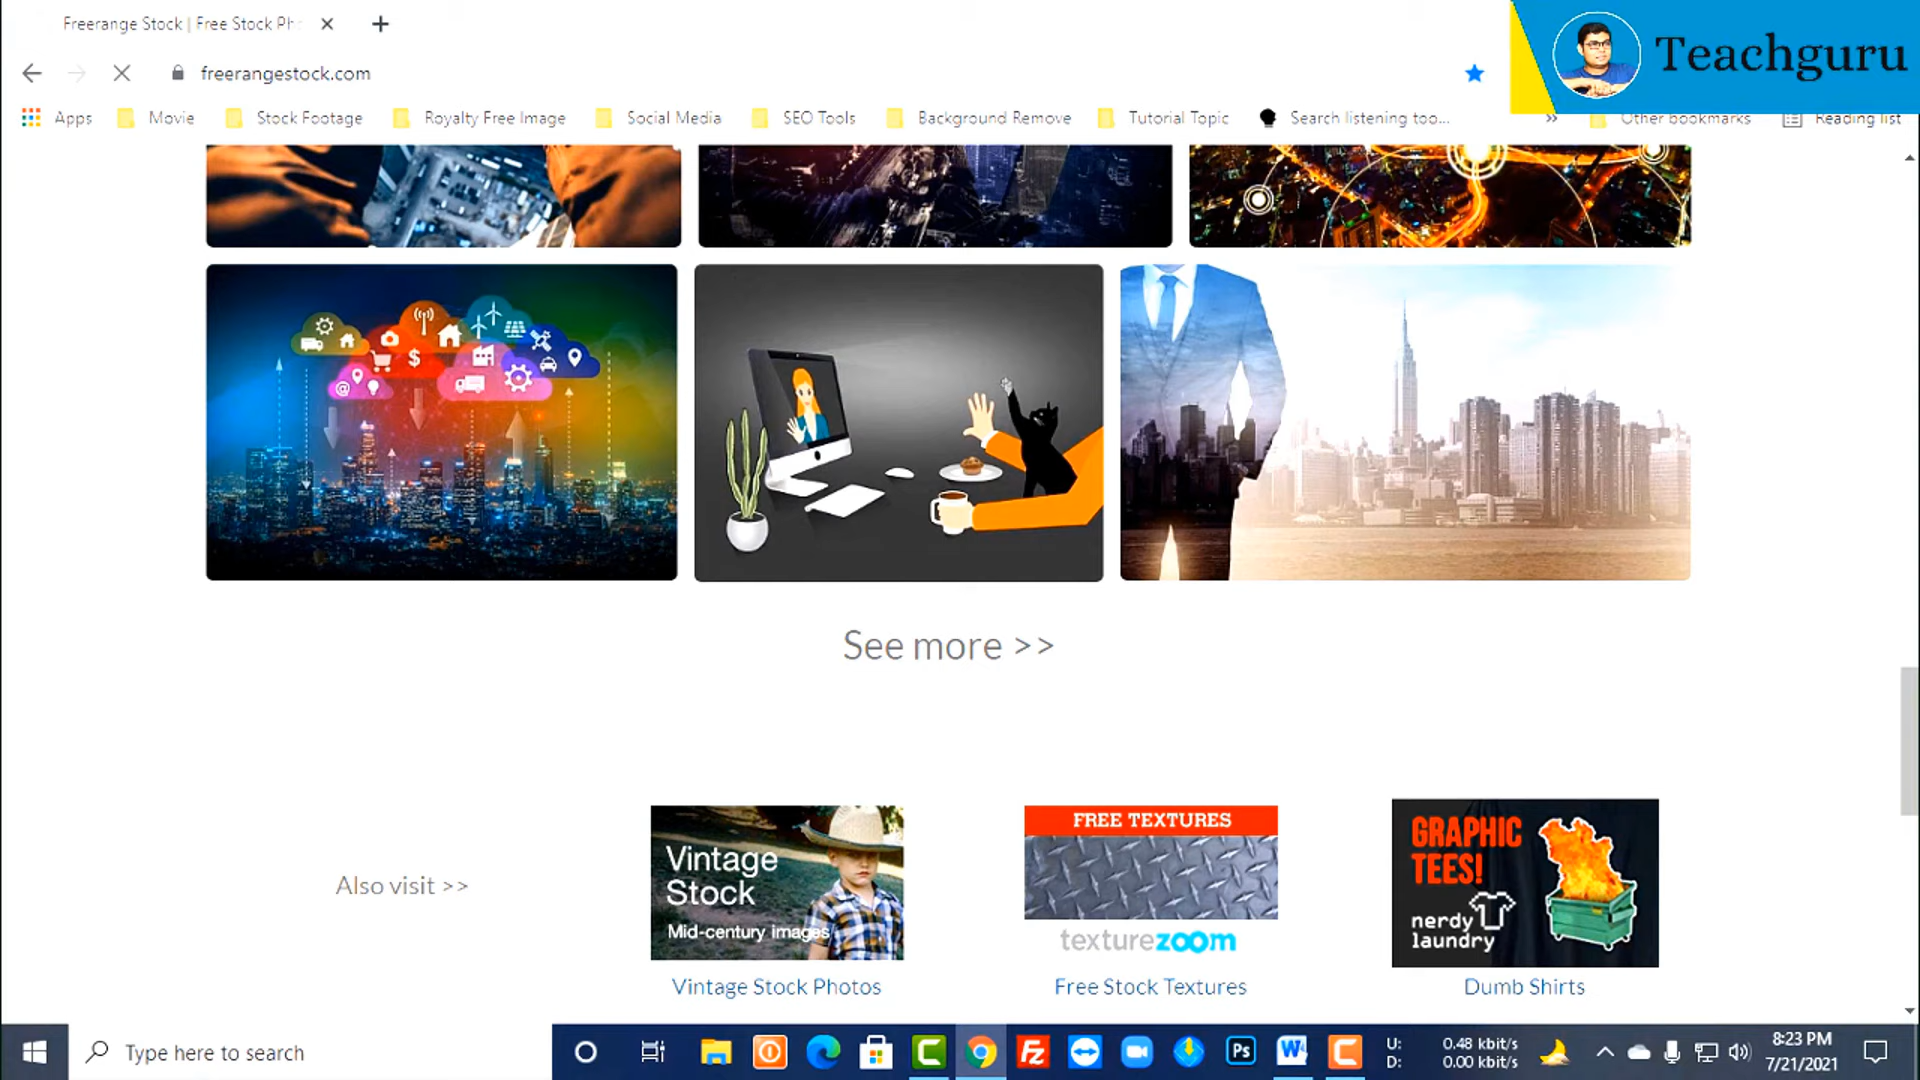 Freerange Stock | Free Stock Ph
Teachguru
freerangestock.com
Apps Movie Stock Footage Royalty Free Image Social Media SEO Tools Background Remove Tutorial Topic Search listening too... » Other bookmarks Reading list
See more >>
Also visit >>
Vintage
Stock
Mid-century images
Vintage Stock Photos
FREE TEXTURES
texturezoom
Free Stock Textures
GRAPHIC
TEES!
nerdy
laundry
Dumb Shirts
Type here to search
U: 0.48 kbit/s
D: 0.00 kbit/s
8:23 PM
7/21/2021